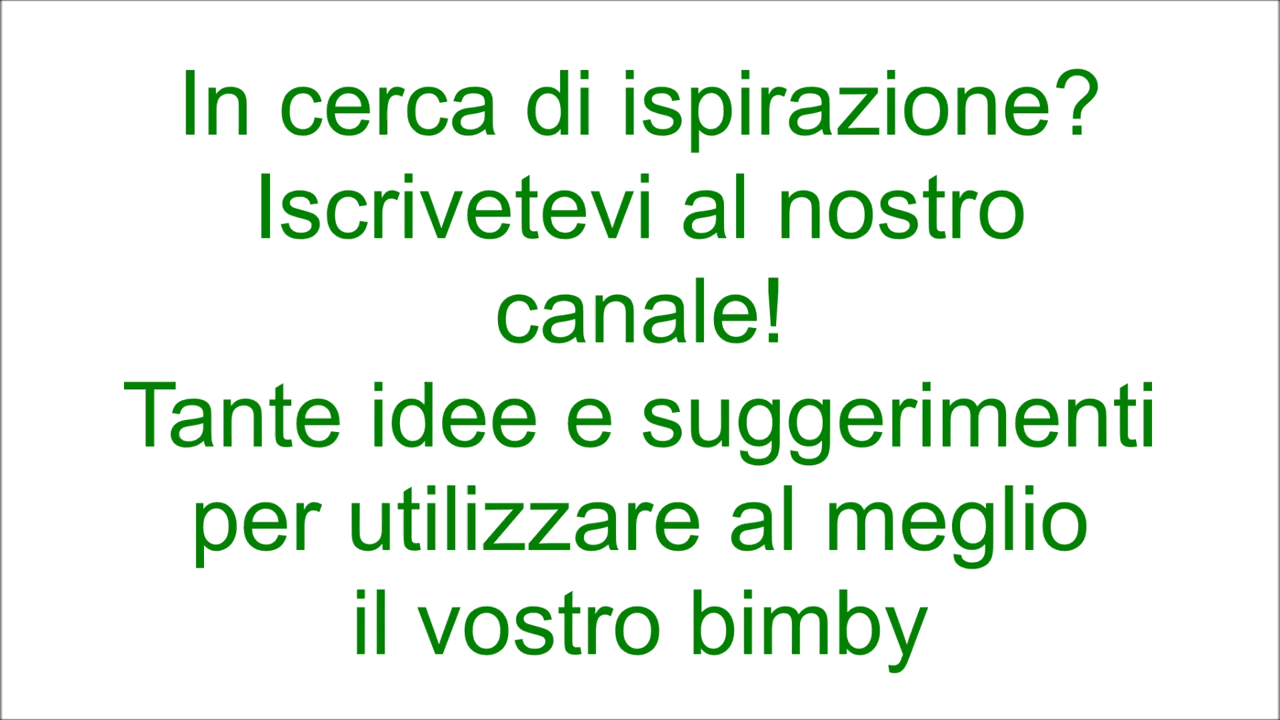 In cerca di ispirazione?
Iscrivetevi al nostro
canale!
Tante idee e suggerimenti
per utilizzare al meglio
il vostro bimby